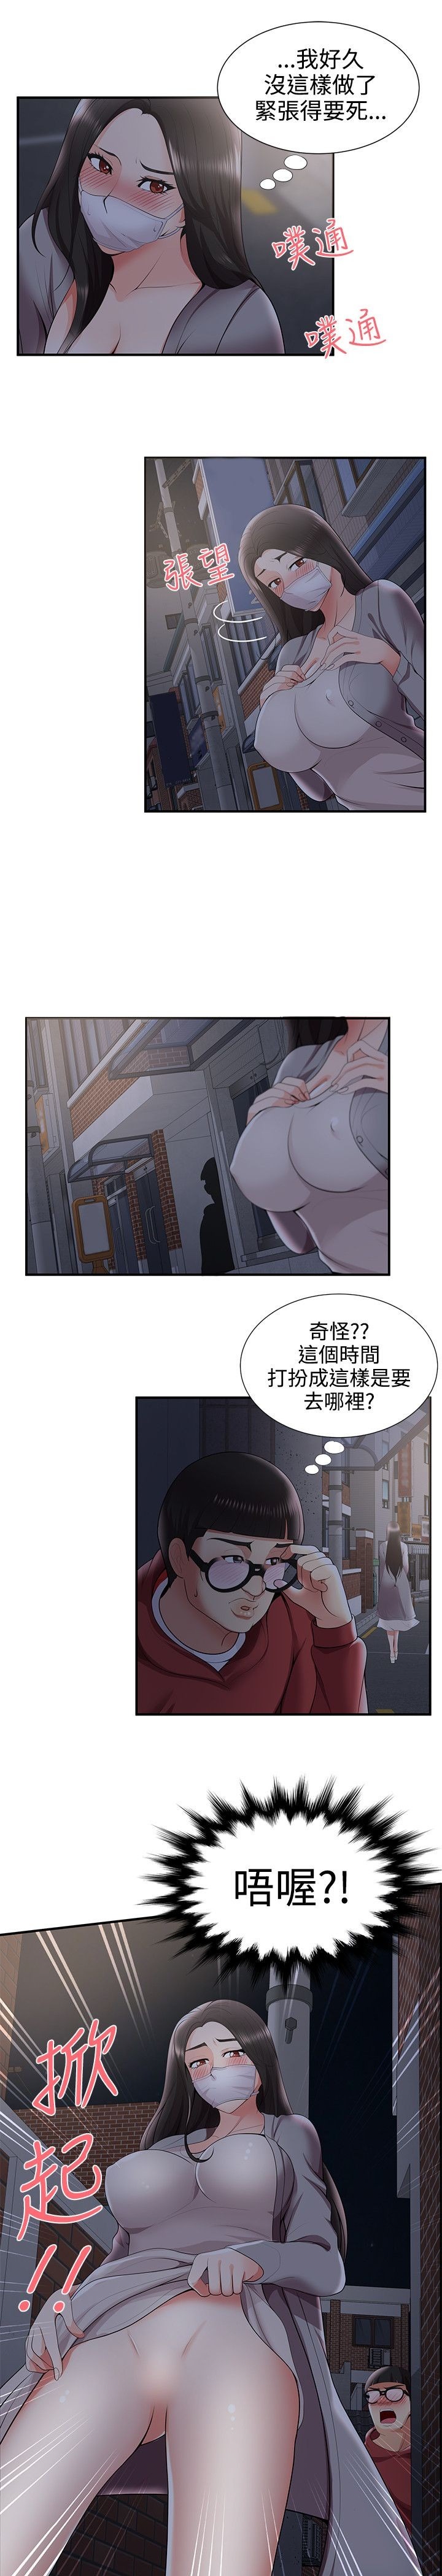 ...我好久
沒這樣做了
緊張得要死...
噗通
噗通
張望
奇怪??
這個時間
打扮成這樣是要
去哪裡?
唔喔?!
掀起!!